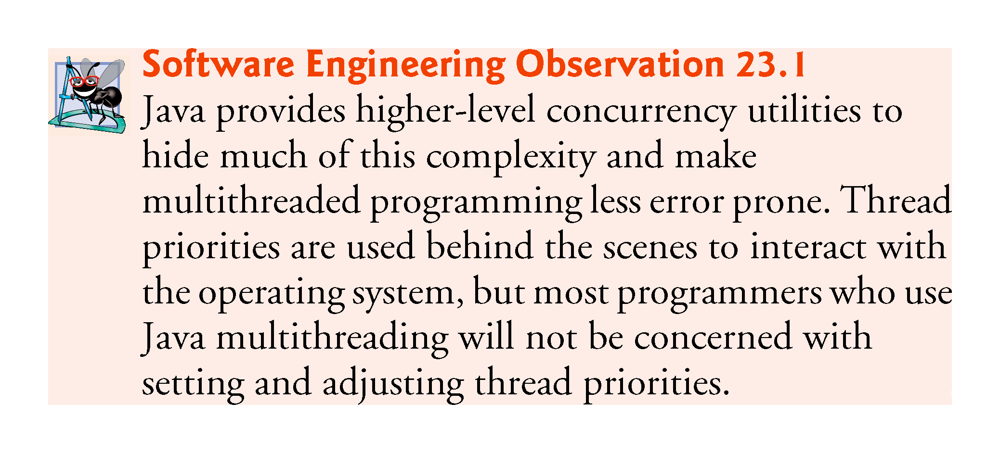 Software Engineering Observation 23.1
Java provides higher-level concurrency utilities to
hide much of this complexity and make
multithreaded programming less error prone. Thread
priorities are used behind the scenes to interact with
the operating system, but most programmers who use
Java multithreading will not be concerned with
setting and adjusting thread priorities.